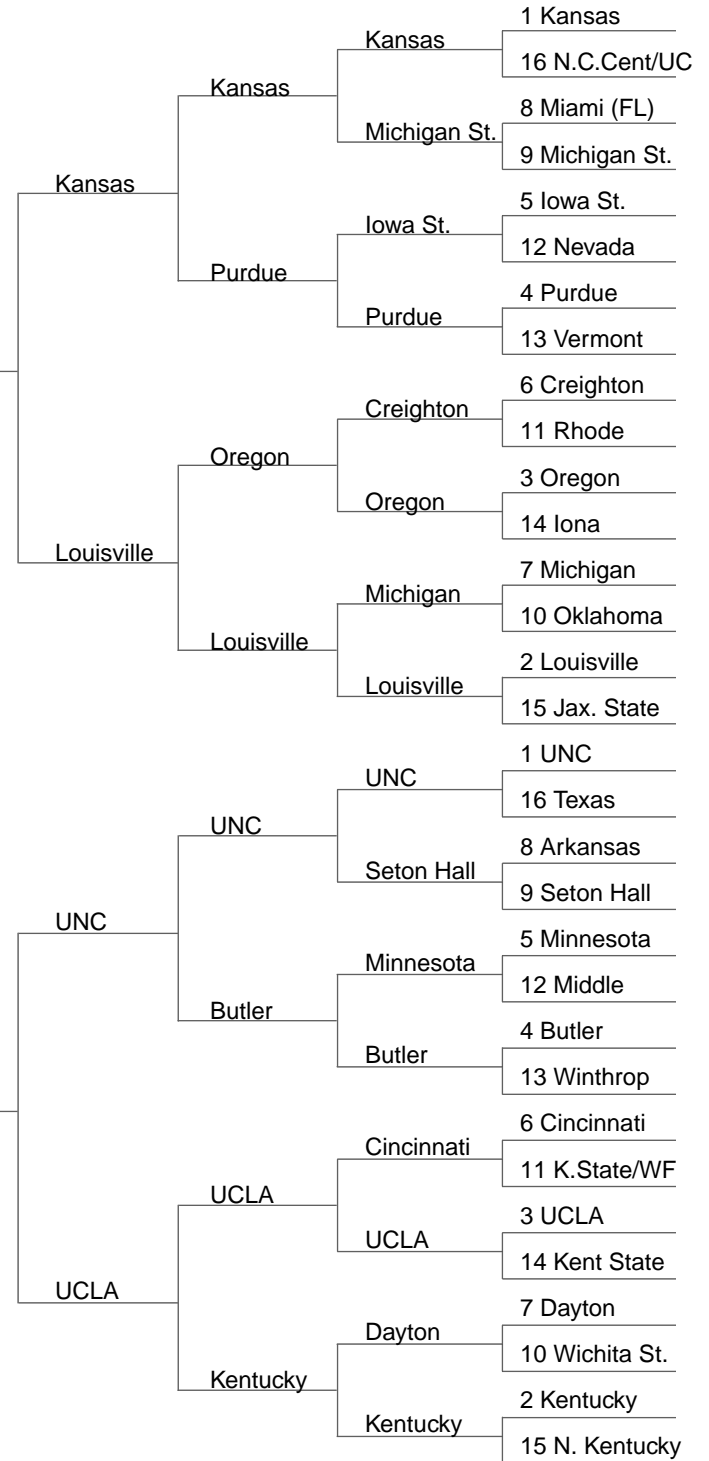 1 Kansas
Kansas
16 N.C.Cent/UC
Kansas
8 Miami (FL)
Michigan St.
9 Michigan St.
Kansas
5 Iowa St.
Iowa St.
12 Nevada
Purdue
4 Purdue
Purdue
13 Vermont
6 Creighton
Creighton
11 Rhode
Oregon
3 Oregon
Oregon
14 Iona
Louisville
7 Michigan
Michigan
10 Oklahoma
Louisville
2 Louisville
Louisville
15 Jax. State
1 UNC
UNC
16 Texas
UNC
8 Arkansas
Seton Hall
9 Seton Hall
UNC
5 Minnesota
Minnesota
12 Middle
Butler
4 Butler
Butler
13 Winthrop
6 Cincinnati
Cincinnati
11 K.State/WF
UCLA
3 UCLA
UCLA
14 Kent State
UCLA
7 Dayton
Dayton
10 Wichita St.
Kentucky
2 Kentucky
Kentucky
15 N. Kentucky